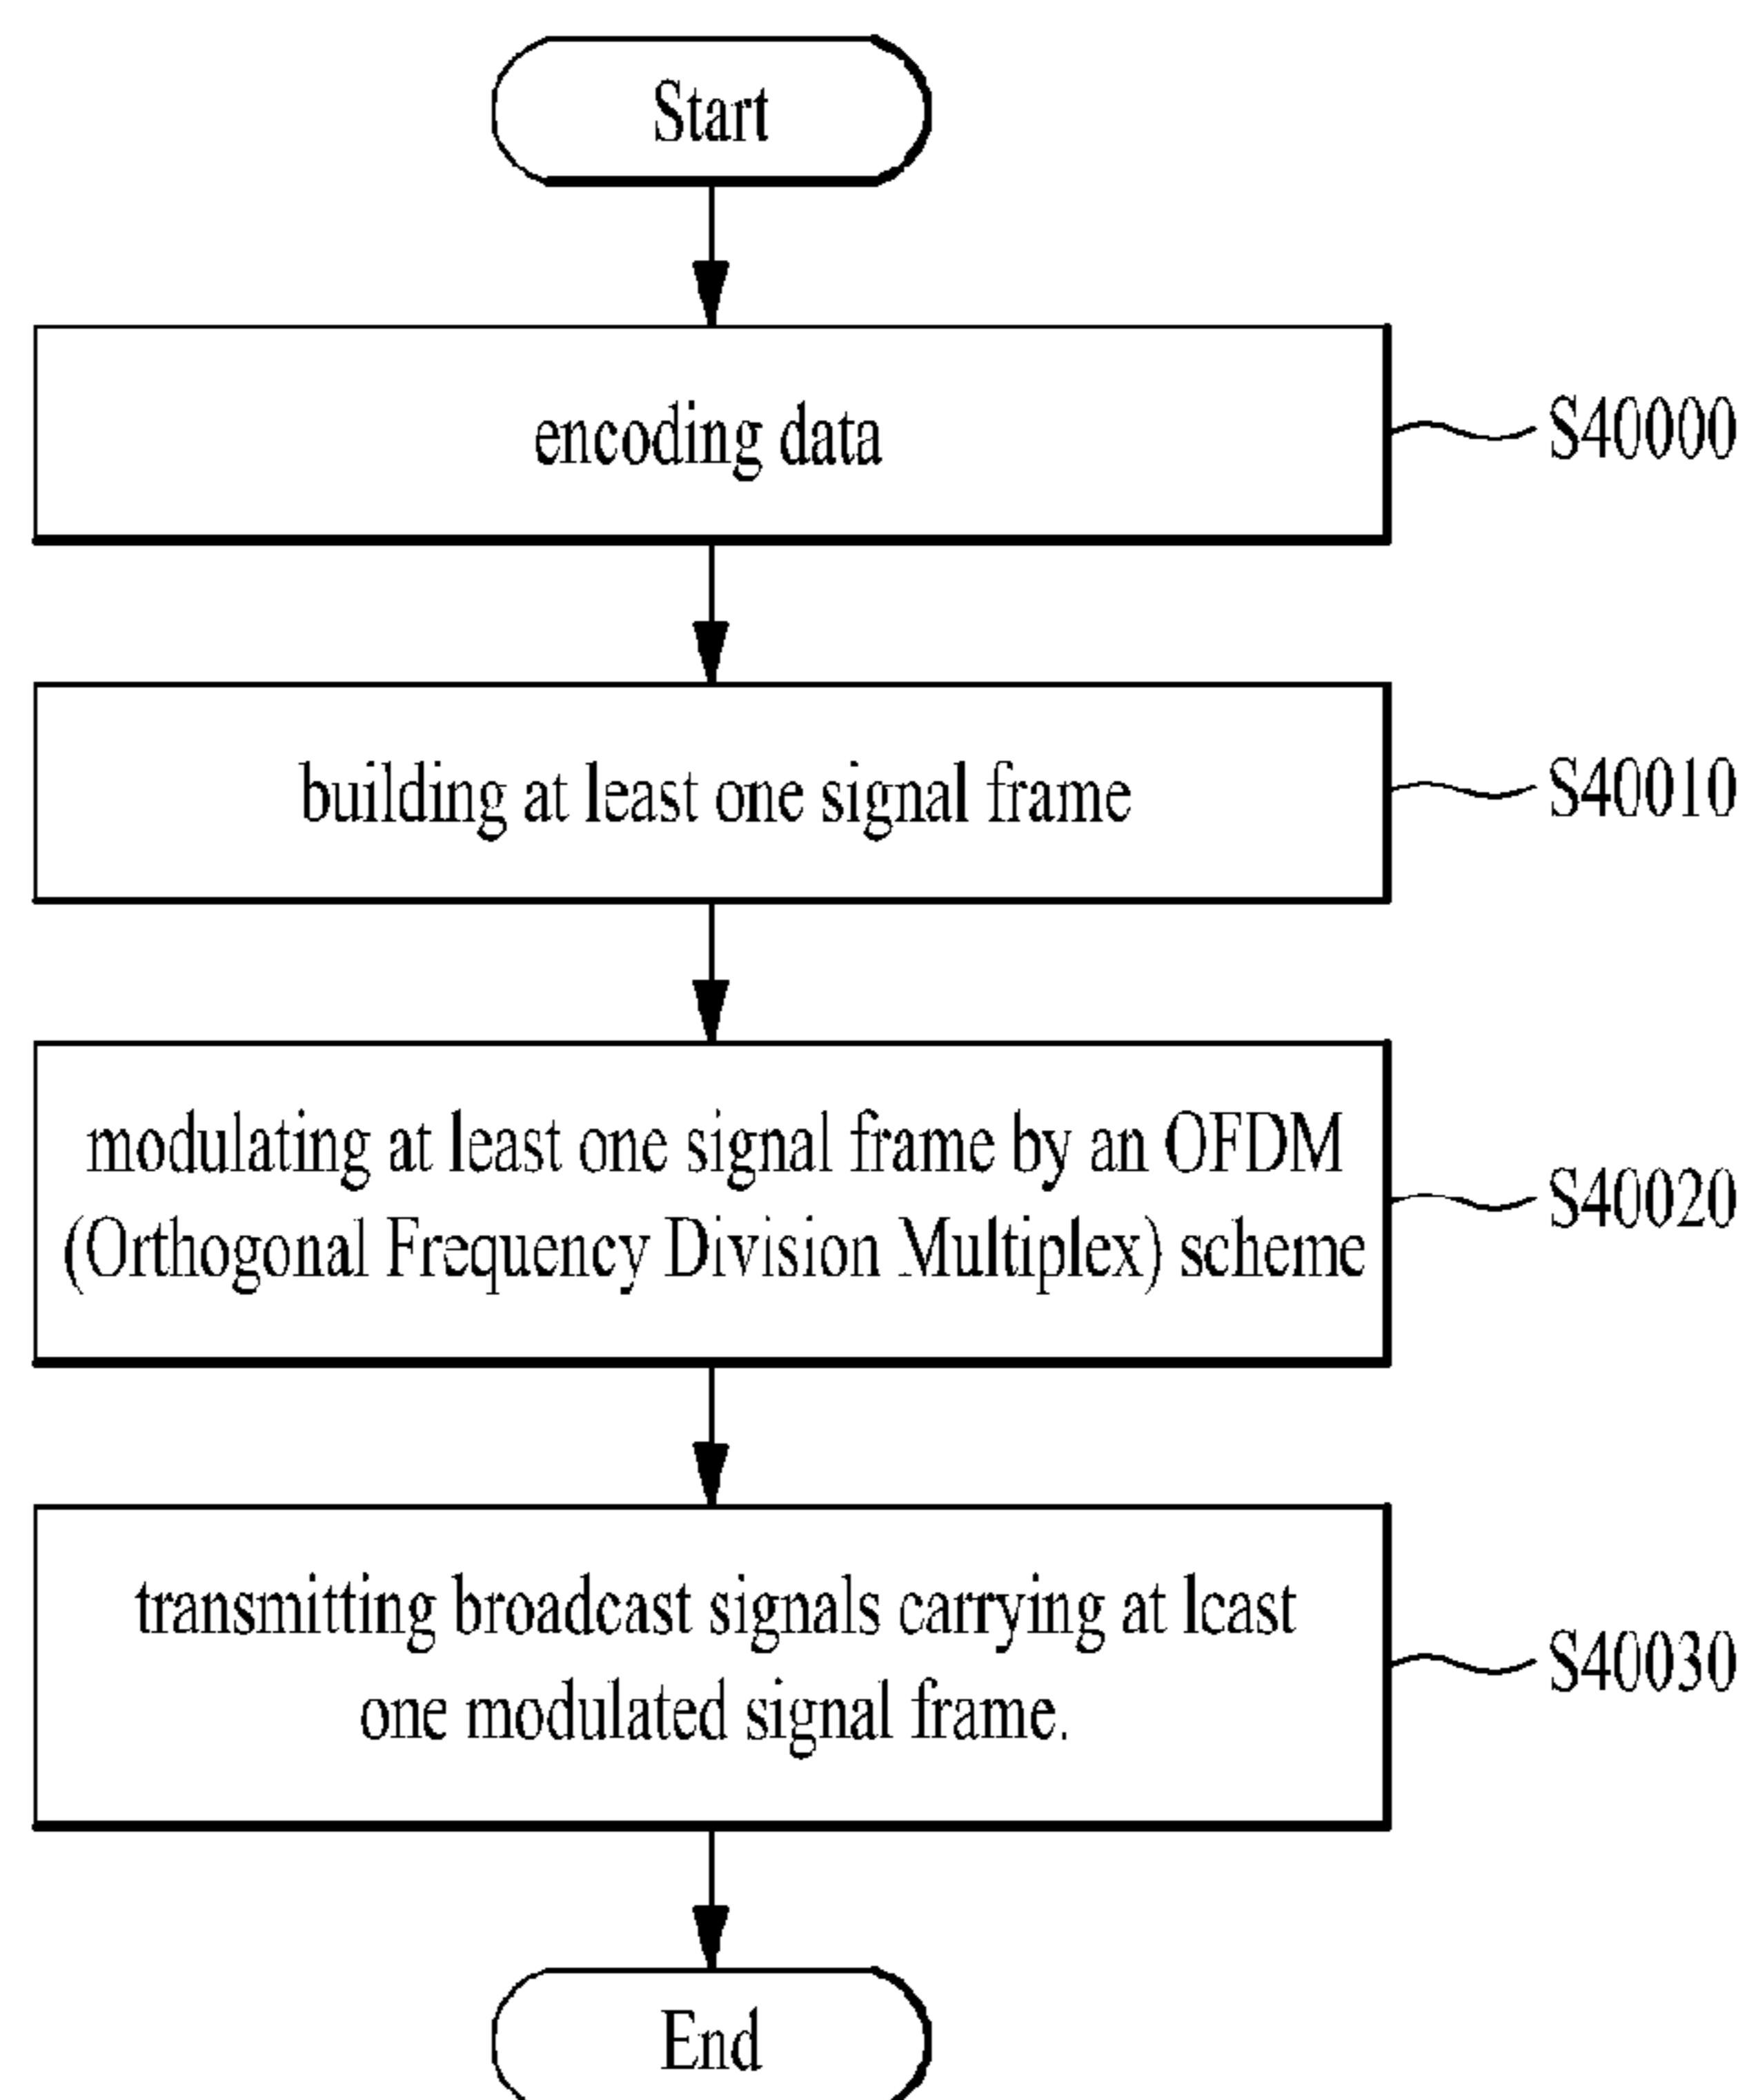 Start
encoding data
S40000
building at least one signal frame
S40010
modulating at least one signal frame by an OFDM
(Orthogonal Frequency Division Multiplex) scheme
S40020
transmitting broadcast signals carrying at least
one modulated signal frame.
S40030
End